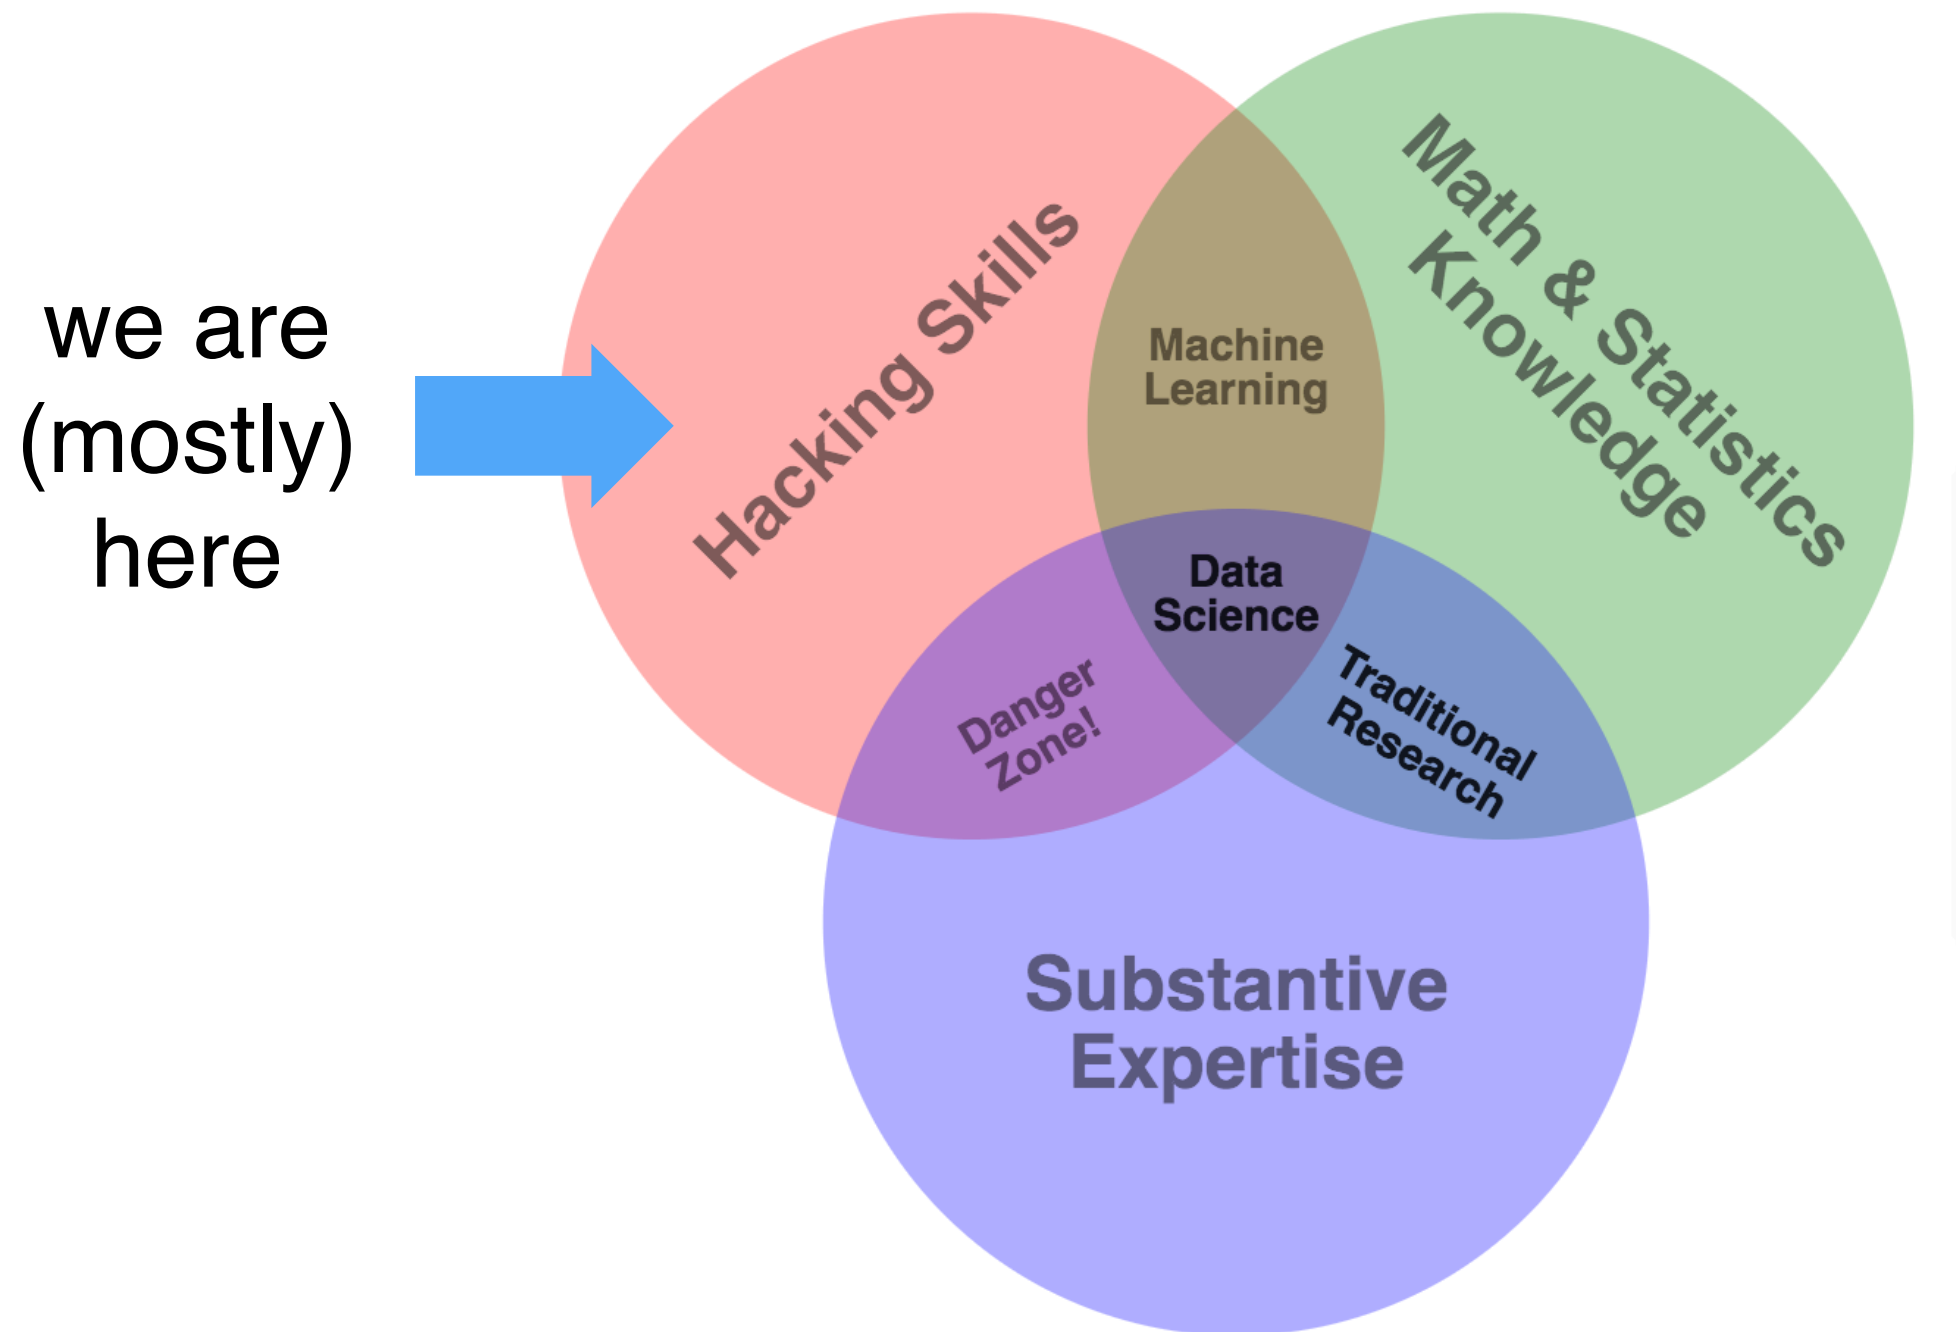 we are
(mostly)
here
Hacking Skills
Math & Statistics
Knowledge
Machine
Learning
Data
Science
Danger
Zone!
Traditional
Research
Substantive
Expertise